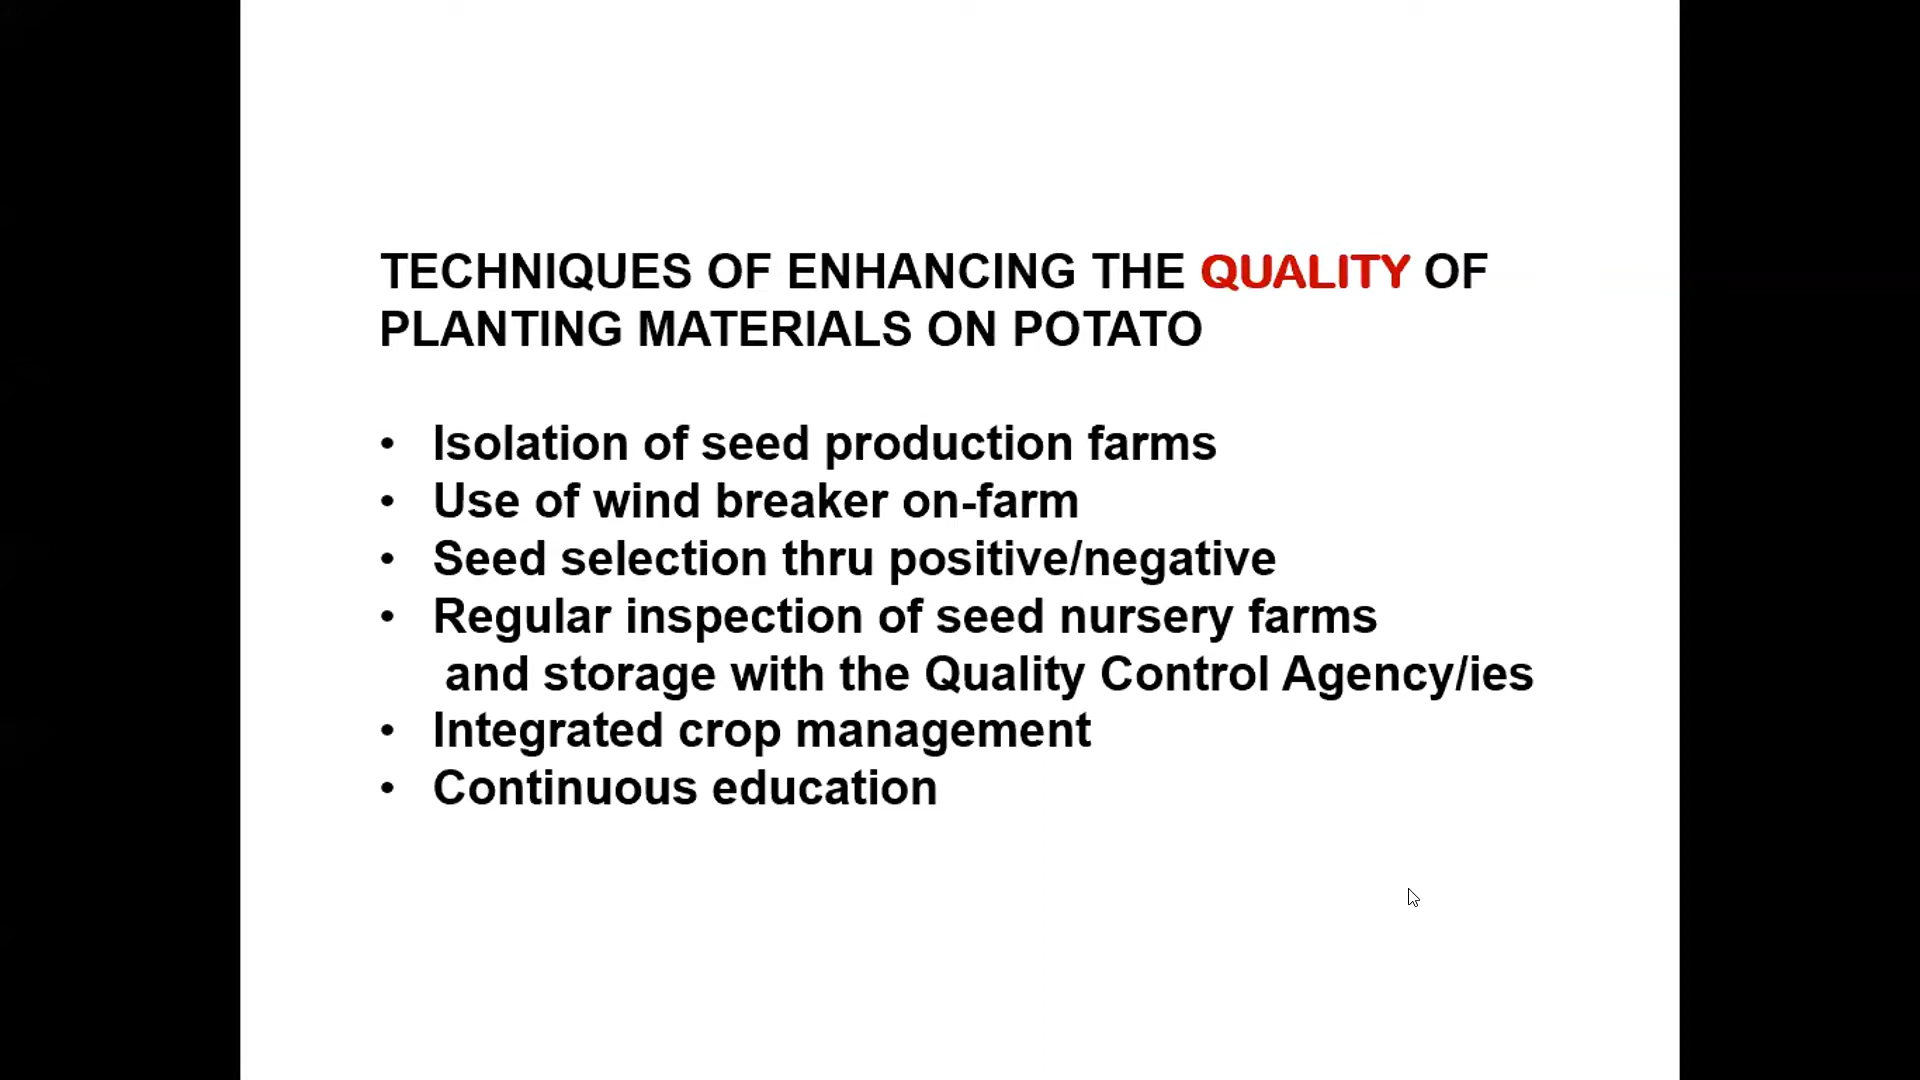 TECHNIQUES OF ENHANCING THE QUALITY OF
PLANTING MATERIALS ON POTATO
• Isolation of seed production farms
• Use of wind breaker on-farm
• Seed selection thru positive/negative
• Regular inspection of seed nursery farms
and storage with the Quality Control Agency/ies
• Integrated crop management
• Continuous education